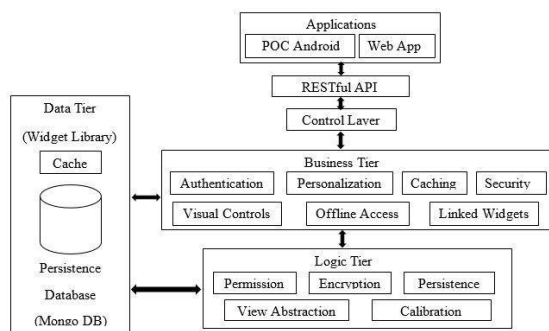 Applications
POC Android
Web App
RESTful API
Control Layer
Data Tier
(Widget Library)
Cache
Persistence
Database
(Mongo DB)
Business Tier
Authentication
Personalization
Caching
Security
Visual Controls
Offline Access
Linked Widgets
Logic Tier
Permission
Encryption
Persistence
View Abstraction
Calibration